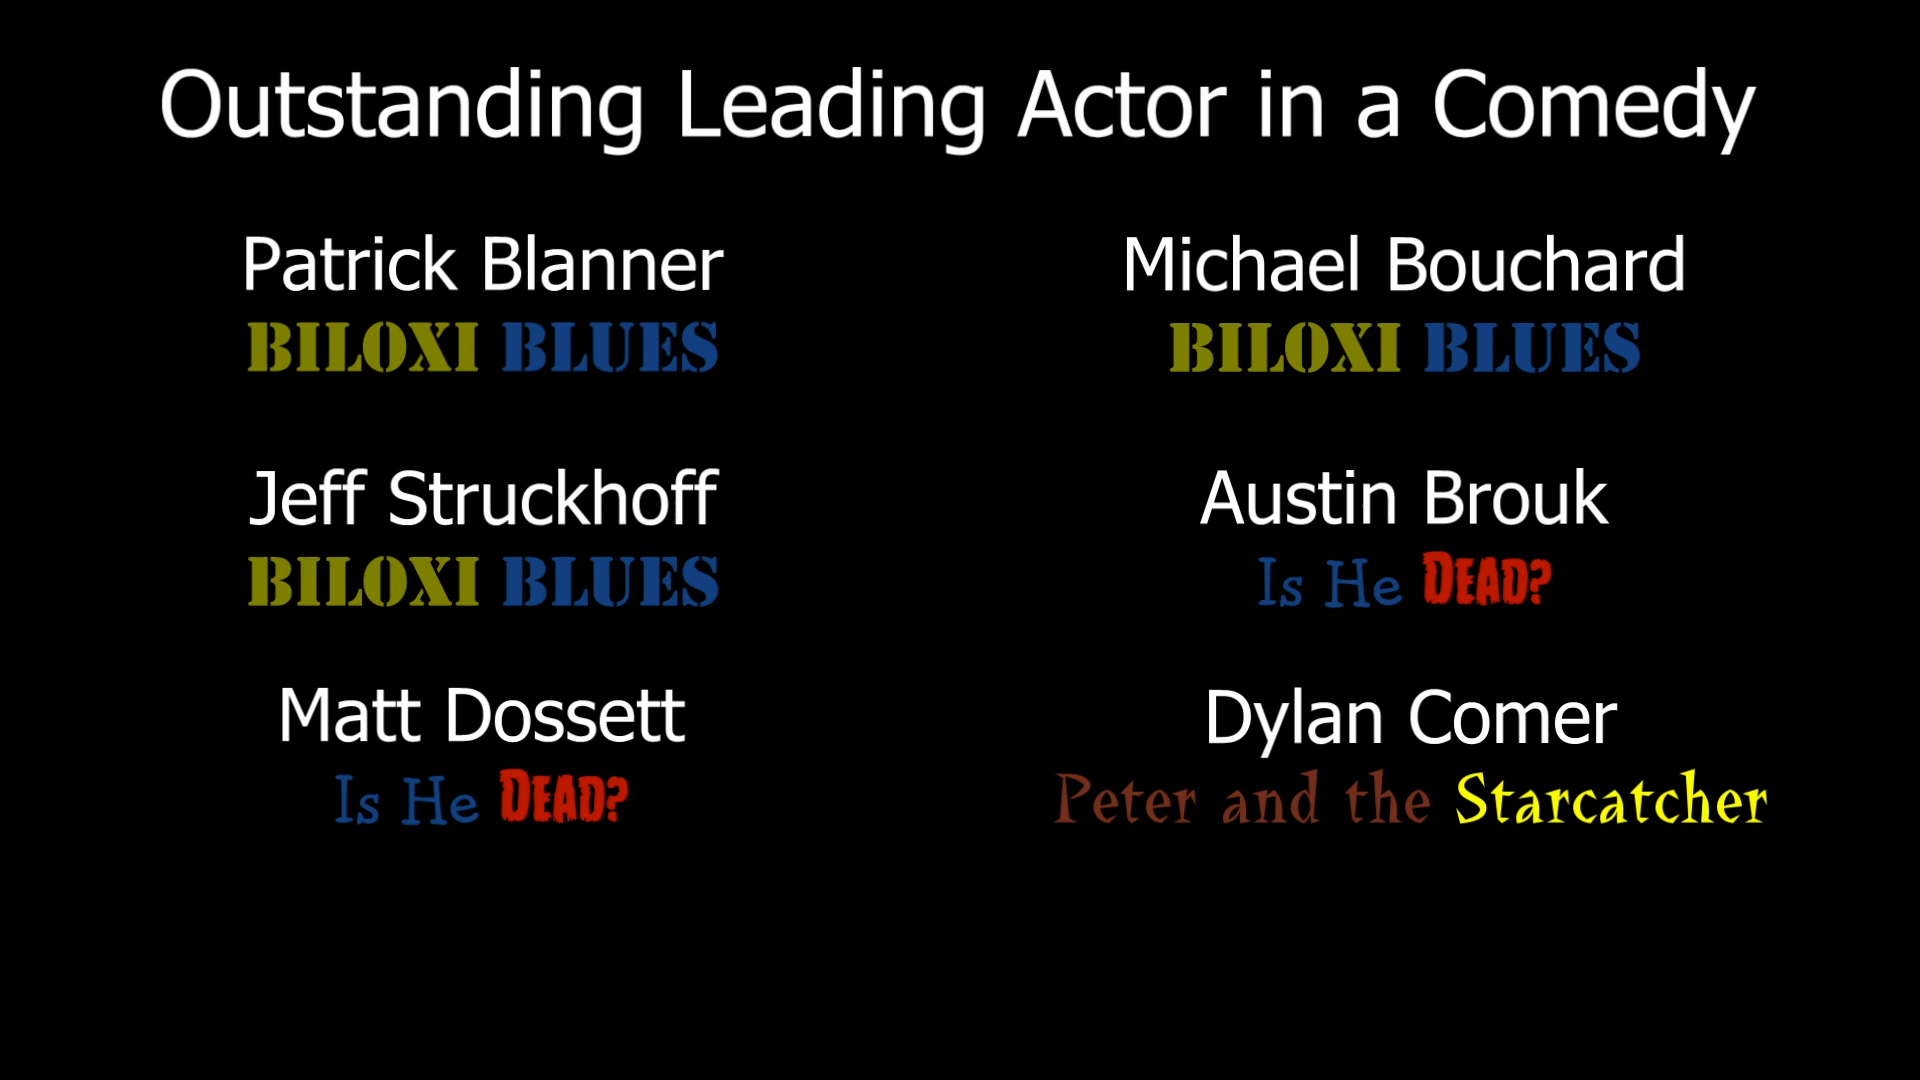 Outstanding Leading Actor in a Comedy
Patrick Blanner
BILOXI BLUES
Michael Bouchard
BILOXI BLUES
Jeff Struckhoff
BILOXI BLUES
Austin Brouk
Is He DEAD?
Matt Dossett
Is He DEAD?
Dylan Comer
Peter and the Starcatcher